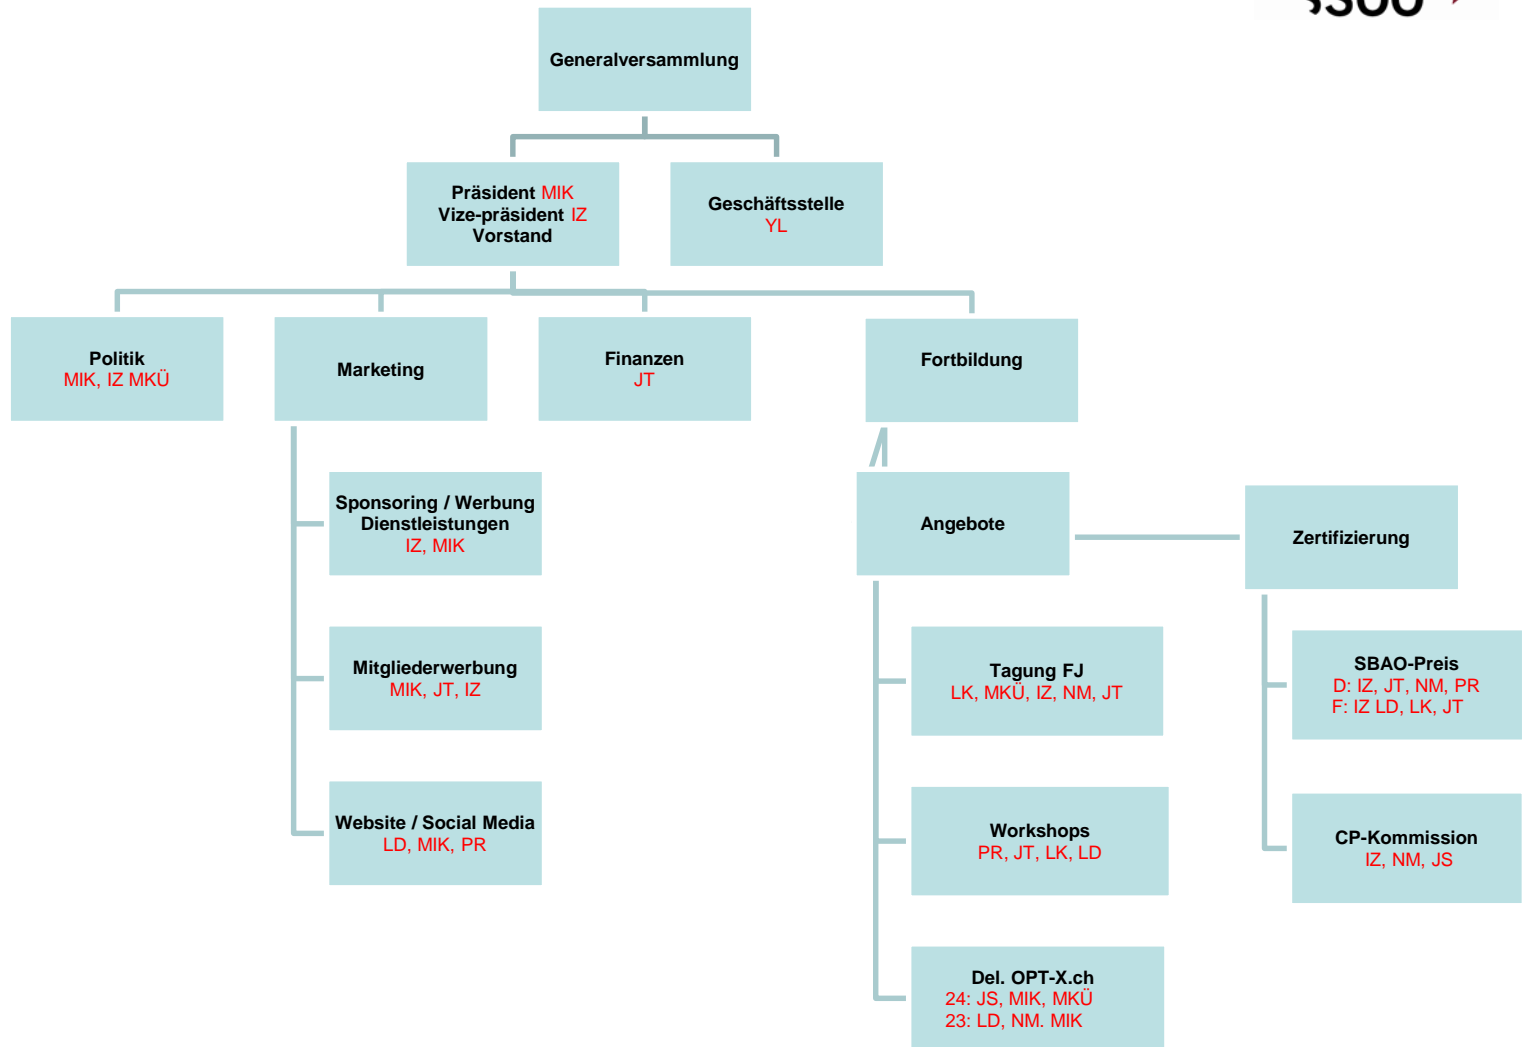 Generalversammlung
Präsident MIK
Vize-präsident IZ
Vorstand
Geschäftsstelle
YL
Politik
MIK, IZ MKÜ
Marketing
Finanzen
JT
Fortbildung
Sponsoring / Werbung
Dienstleistungen
IZ, MIK
Mitgliederwerbung
MIK, JT, IZ
Website / Social Media
LD, MIK, PR
Angebote
Zertifizierung
Tagung FJ
LK, MKÜ, IZ, NM, JT
Workshops
PR, JT, LK, LD
Del. OPT-X.ch
24: JS, MIK, MKÜ
23: LD, NM. MIK
SBAO-Preis
D: IZ, JT, NM, PR
F: IZ LD, LK, JT
CP-Kommission
IZ, NM, JS